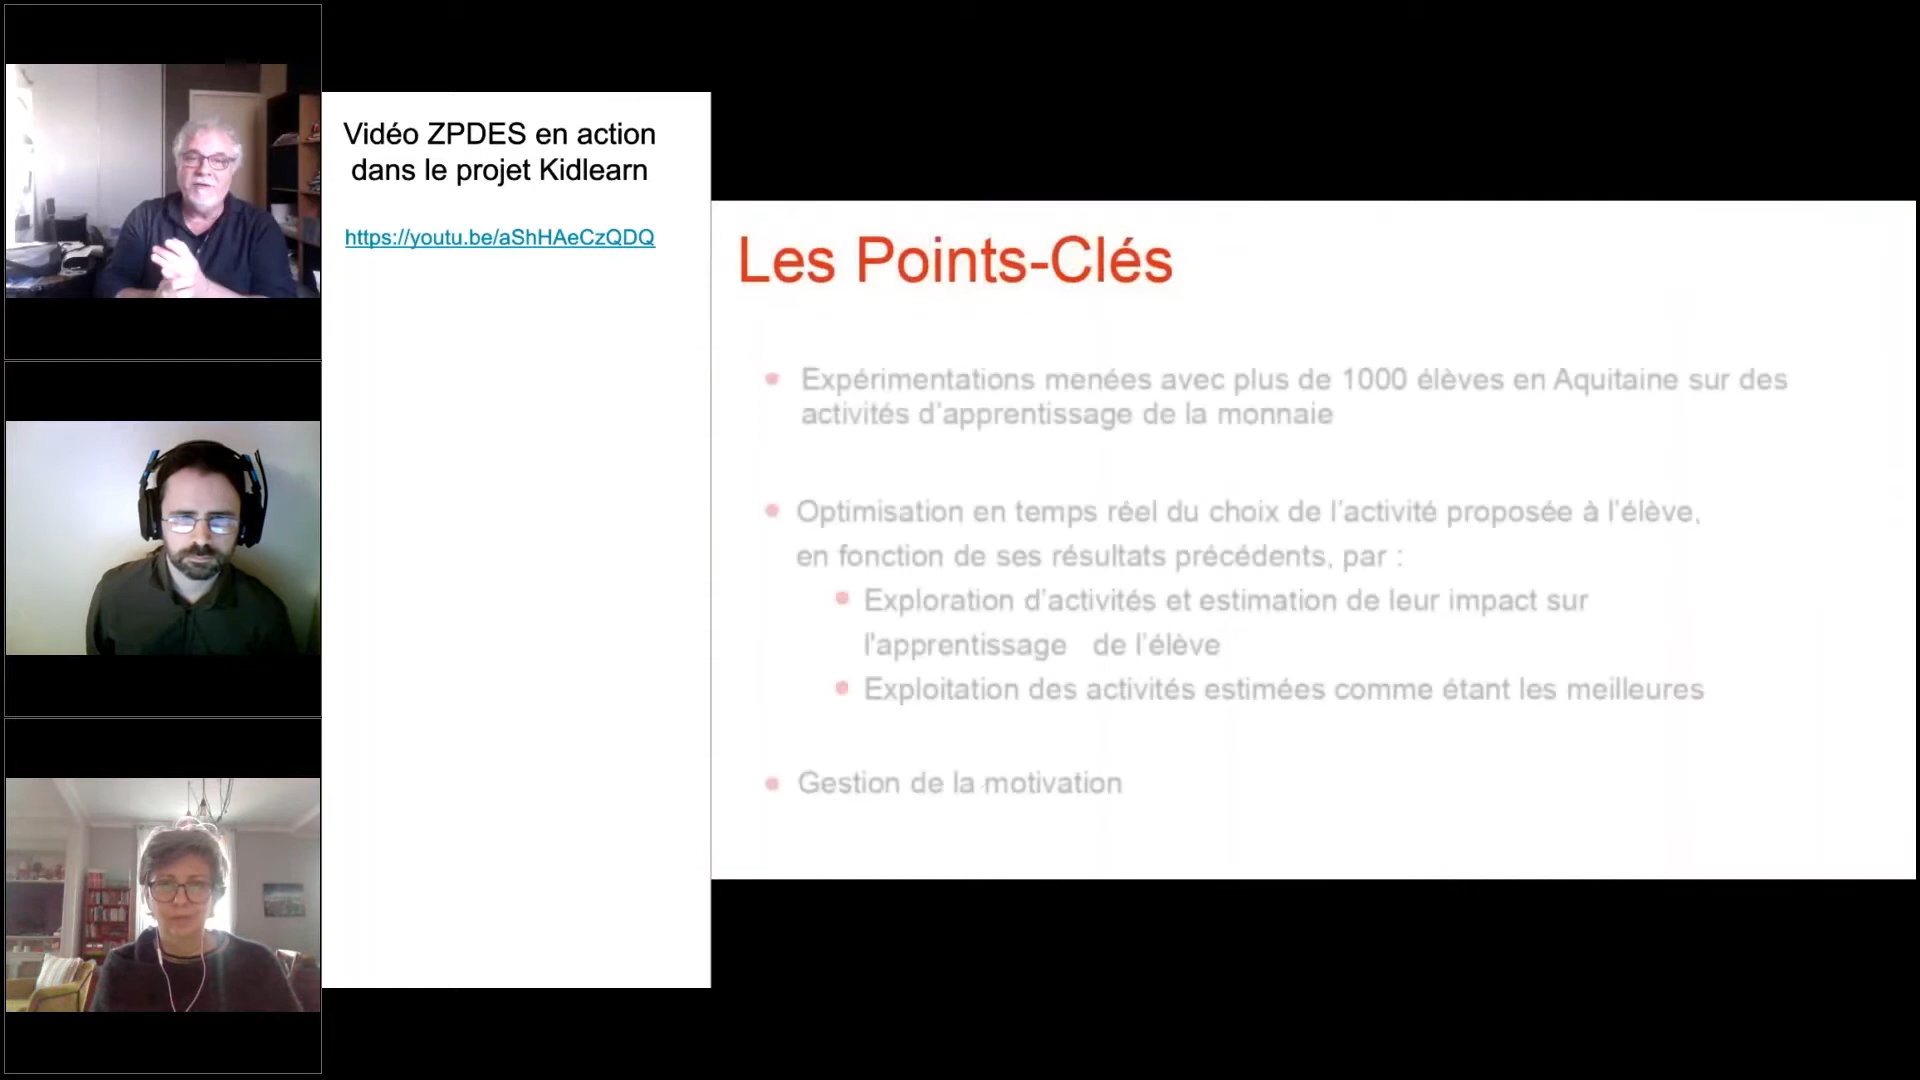 Vidéo ZPDES en action
dans le projet Kidlearn
https://youtu.be/aShHAeCzQDQ
Les Points-Clés
Expérimentations menées avec plus de 1000 élèves en Aquitaine sur des
activités d'apprentissage de la monnaie
Optimisation en temps réel du choix de l'activité proposée à l'élève,
en fonction de ses résultats précédents, par :
Exploration d'activités et estimation de leur impact sur
l'apprentissage de l'élève
Exploitation des activités estimées comme étant les meilleures
Gestion de la motivation